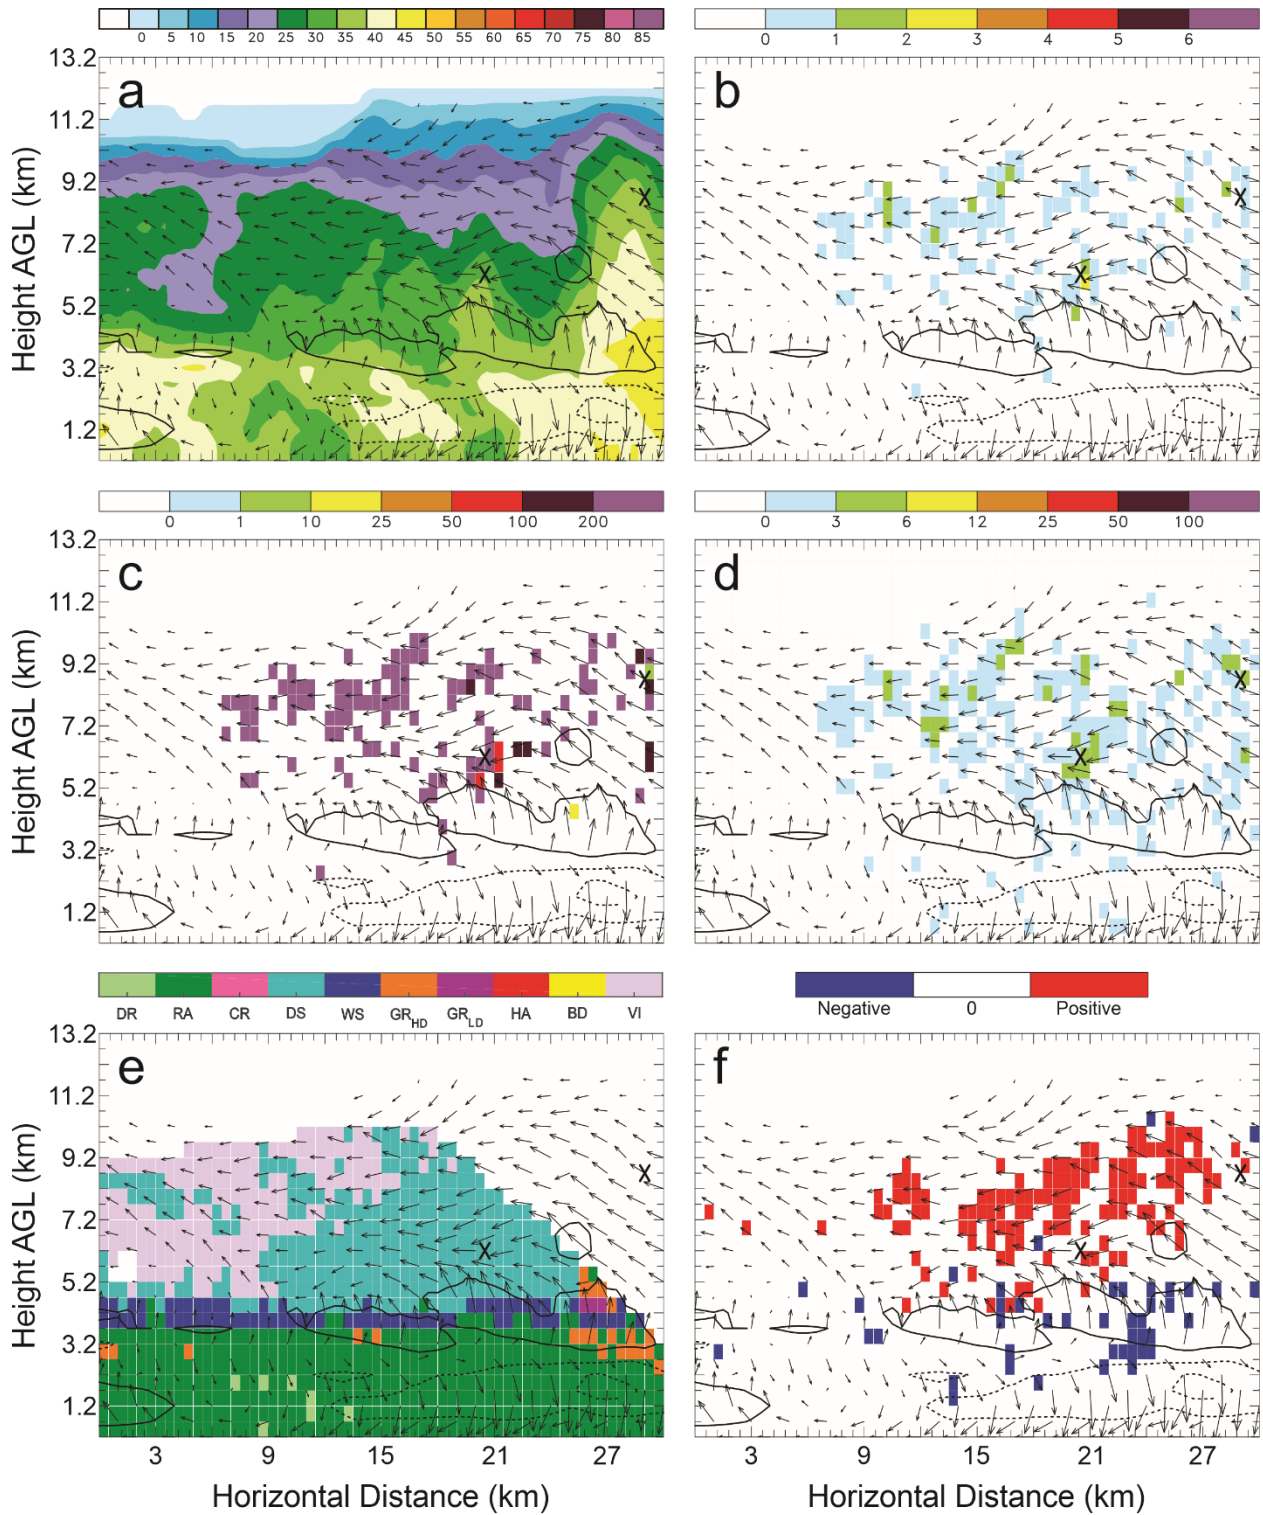 0 5 10 15 20 25 30 35 40 45 50 55 60 65 70 75 80 85
0 1 2 3 4 5 6
13.2
11.2
9.2
7.2
5.2
3.2
1.2
Height AGL (km)
a
X
X
b
X
X
0 1 10 25 50 100 200
0 3 6 12 25 50 100
13.2
11.2
9.2
7.2
5.2
3.2
1.2
Height AGL (km)
c
X
X
d
X
X
DR RA CR DS WS GRHD GRLD HA BD VI
Negative 0 Positive
13.2
11.2
9.2
7.2
5.2
3.2
1.2
Height AGL (km)
e
X
X
f
X
X
3 9 15 21 27
3 9 15 21 27
Horizontal Distance (km)
Horizontal Distance (km)